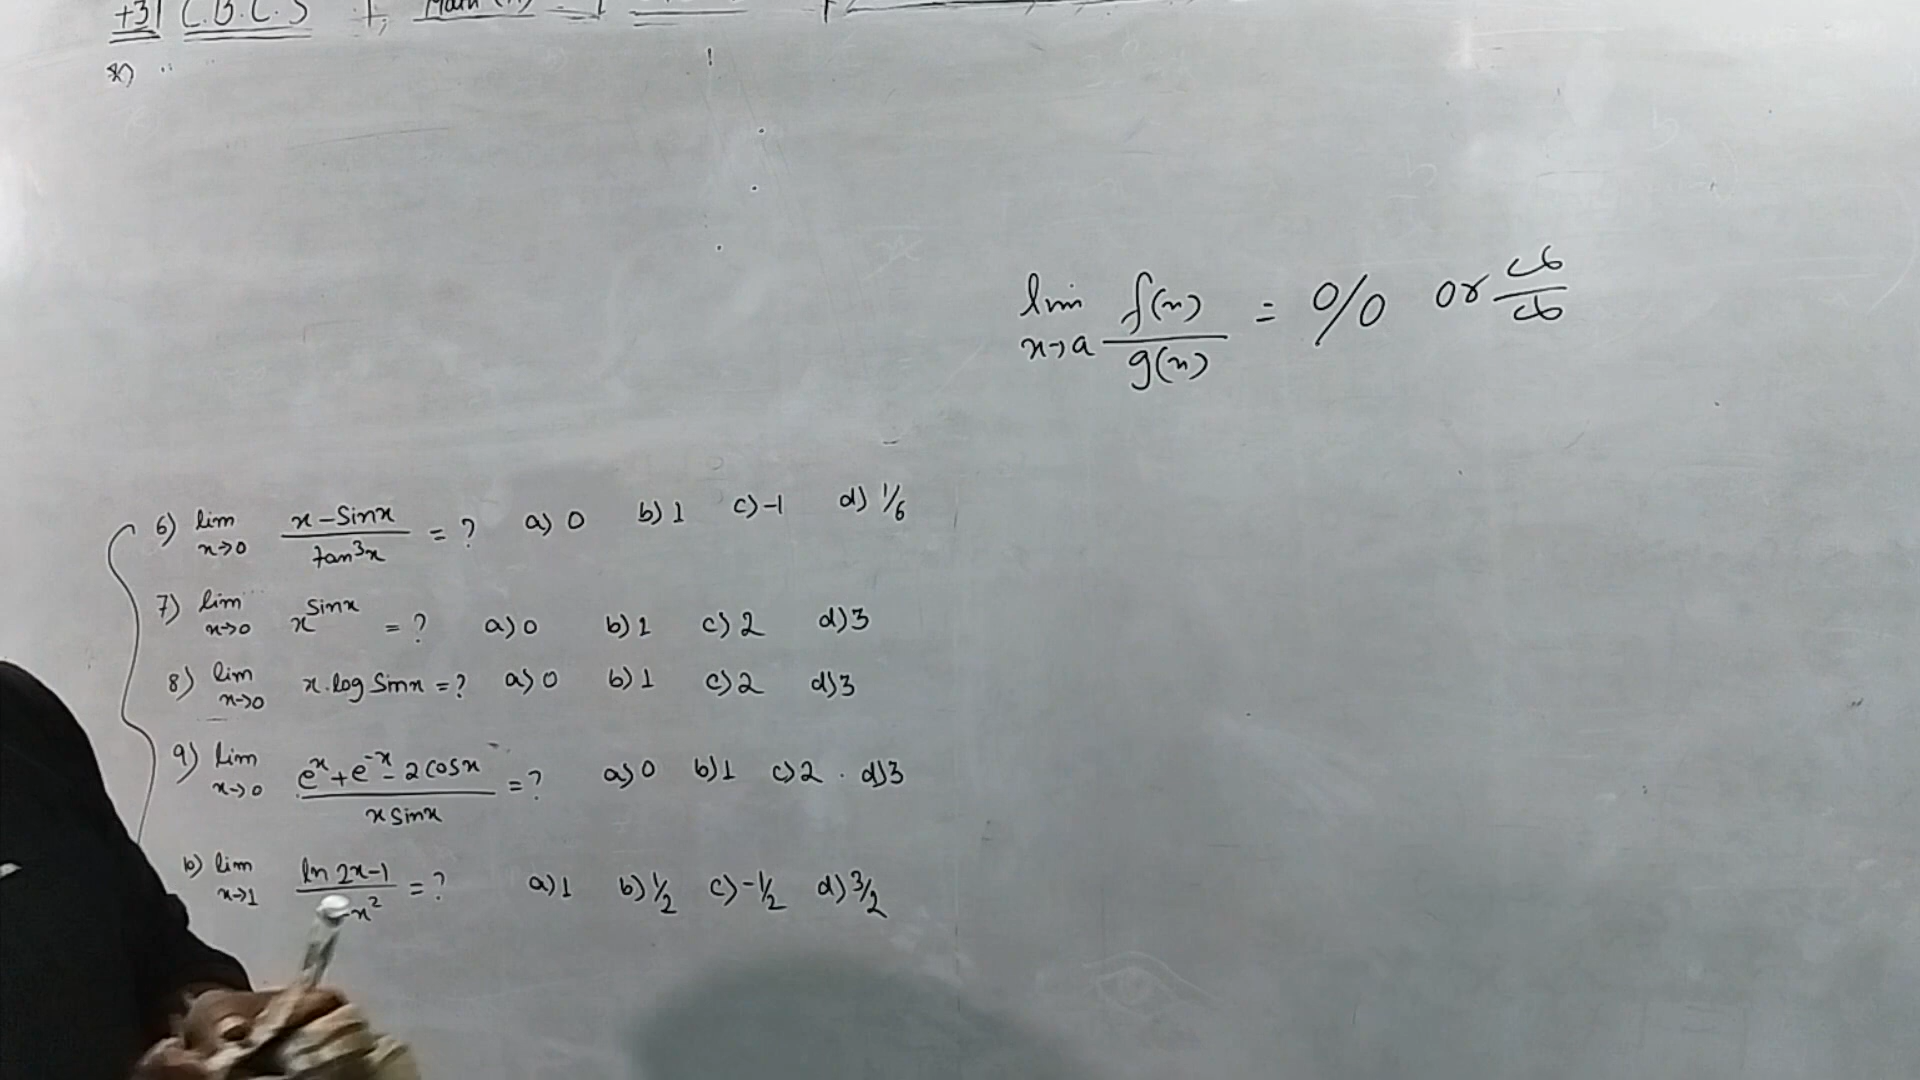 +3 C.B.C.S
lim x→a f(x)/g(x) = 0/0 or ∞/∞
6) lim x→0 x-Sinx/tan³x = ? a) 0 b) 1 c) -1 d) 1/6
7) lim x→0 x^Sinx = ? a) 0 b) 1 c) 2 d) 3
8) lim x→0 x.log Sinx = ? a) 0 b) 1 c) 2 d) 3
9) lim x→0 e^x+e^-x-2cosx/x sinx = ? a) 0 b) 1 c) 2 d) 3
10) lim x→1 ln 2x-1/-x² = ? a) 1 b) 1/2 c) -1/2 d) 3/2